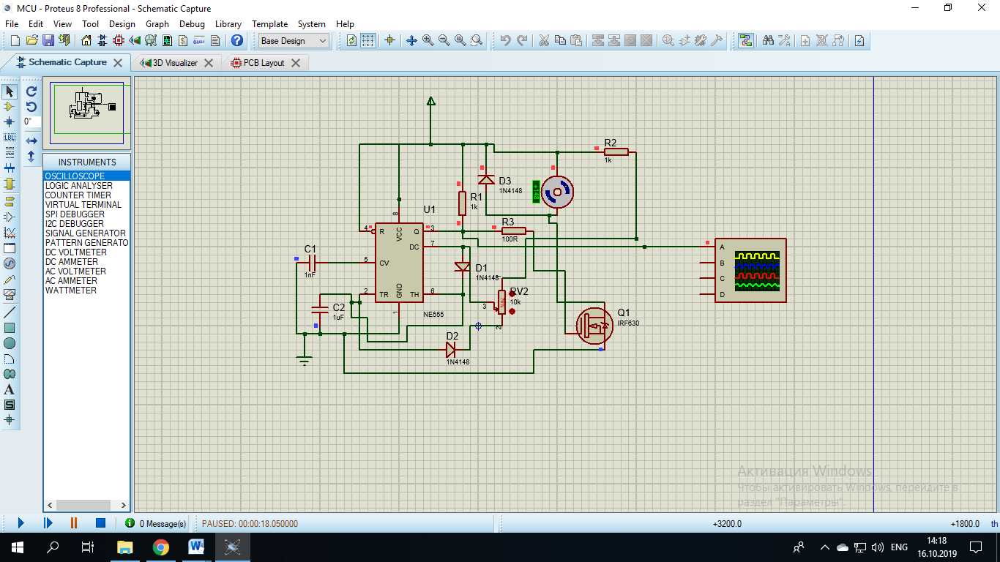 MCU - Proteus 8 Professional - Schematic Capture
File Edit View Tool Design Graph Debug Library Template System Help
Base Design
Schematic Capture
3D Visualizer
PCB Layout
0°
INSTRUMENTS
OSCILLOSCOPE
LOGIC ANALYSER
COUNTER TIMER
VIRTUAL TERMINAL
SPI DEBUGGER
I2C DEBUGGER
SIGNAL GENERATOR
PATTERN GENERATO
DC VOLTMETER
DC AMMETER
AC VOLTMETER
AC AMMETER
WATTMETER
R2
1k
D3
1N4148
R1
1k
U1
R3
100R
8
4
R
VCC
Q
3
DC
7
C1
1nF
5
CV
D1
1N4148
2
TR
GND
TH
6
1
NE555
C2
1uF
RV2
10k
3
2
D2
1N4148
Q1
IRF630
A
B
C
D
Активация Windows
Чтобы активировать Windows, перейдите в
раздел "Параметры".
0 Message(s)
PAUSED: 00:00:18.050000
+3200.0
+1800.0
th
ENG
14:18
16.10.2019